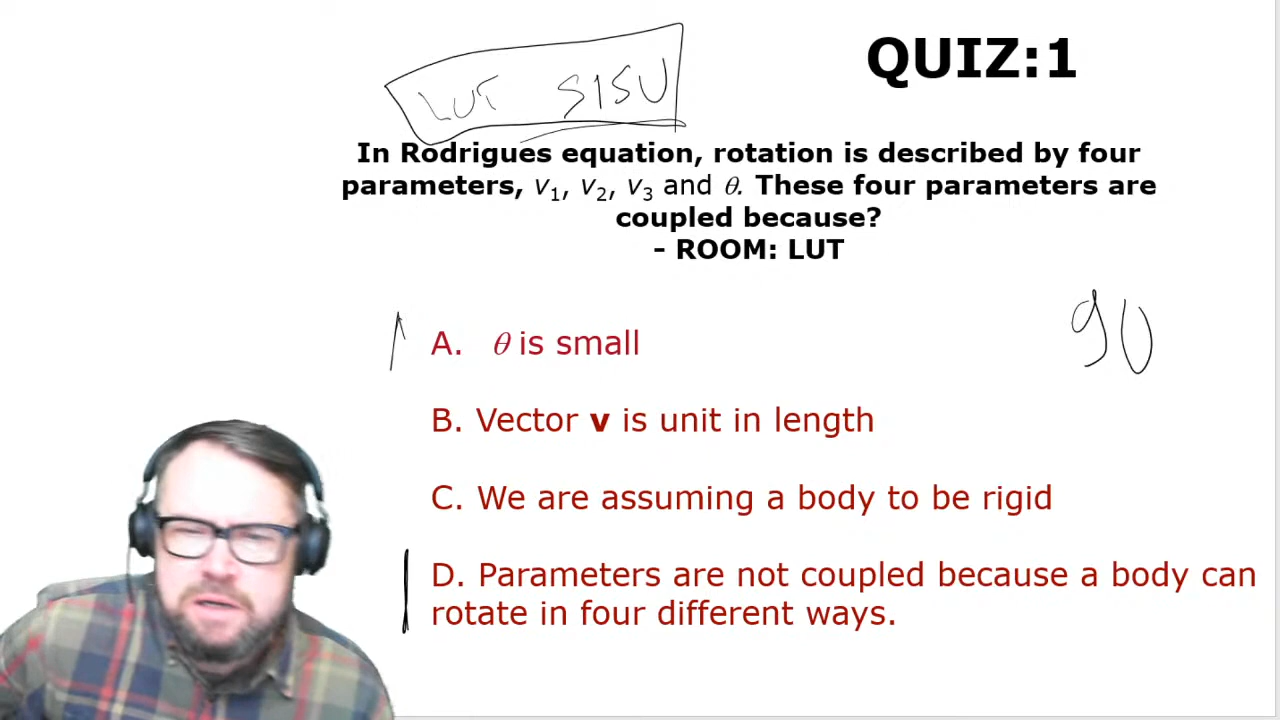 QUIZ:1
LUT SISU
In Rodrigues equation, rotation is described by four
parameters, v₁, v₂, v₃ and θ. These four parameters are
coupled because?
- ROOM: LUT
A. θ is small
90
B. Vector v is unit in length
C. We are assuming a body to be rigid
D. Parameters are not coupled because a body can
rotate in four different ways.